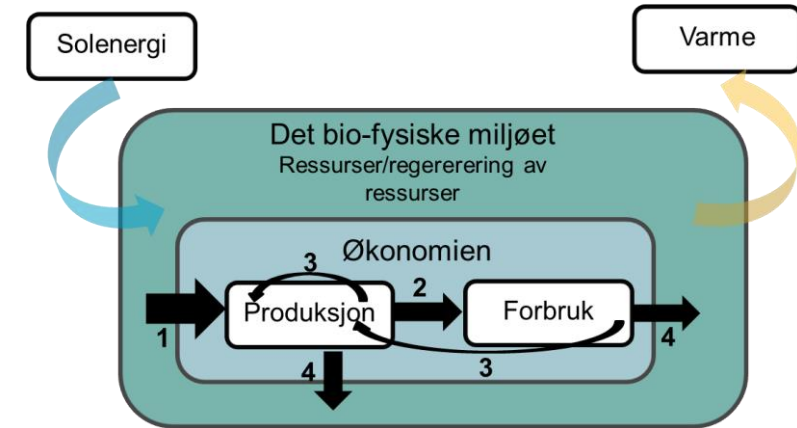 Solenergi
Varme
Det bio-fysiske miljøet
Ressurser/regererering av
ressurser
Økonomien
3
2
Produksjon
Forbruk
1
4
3
4